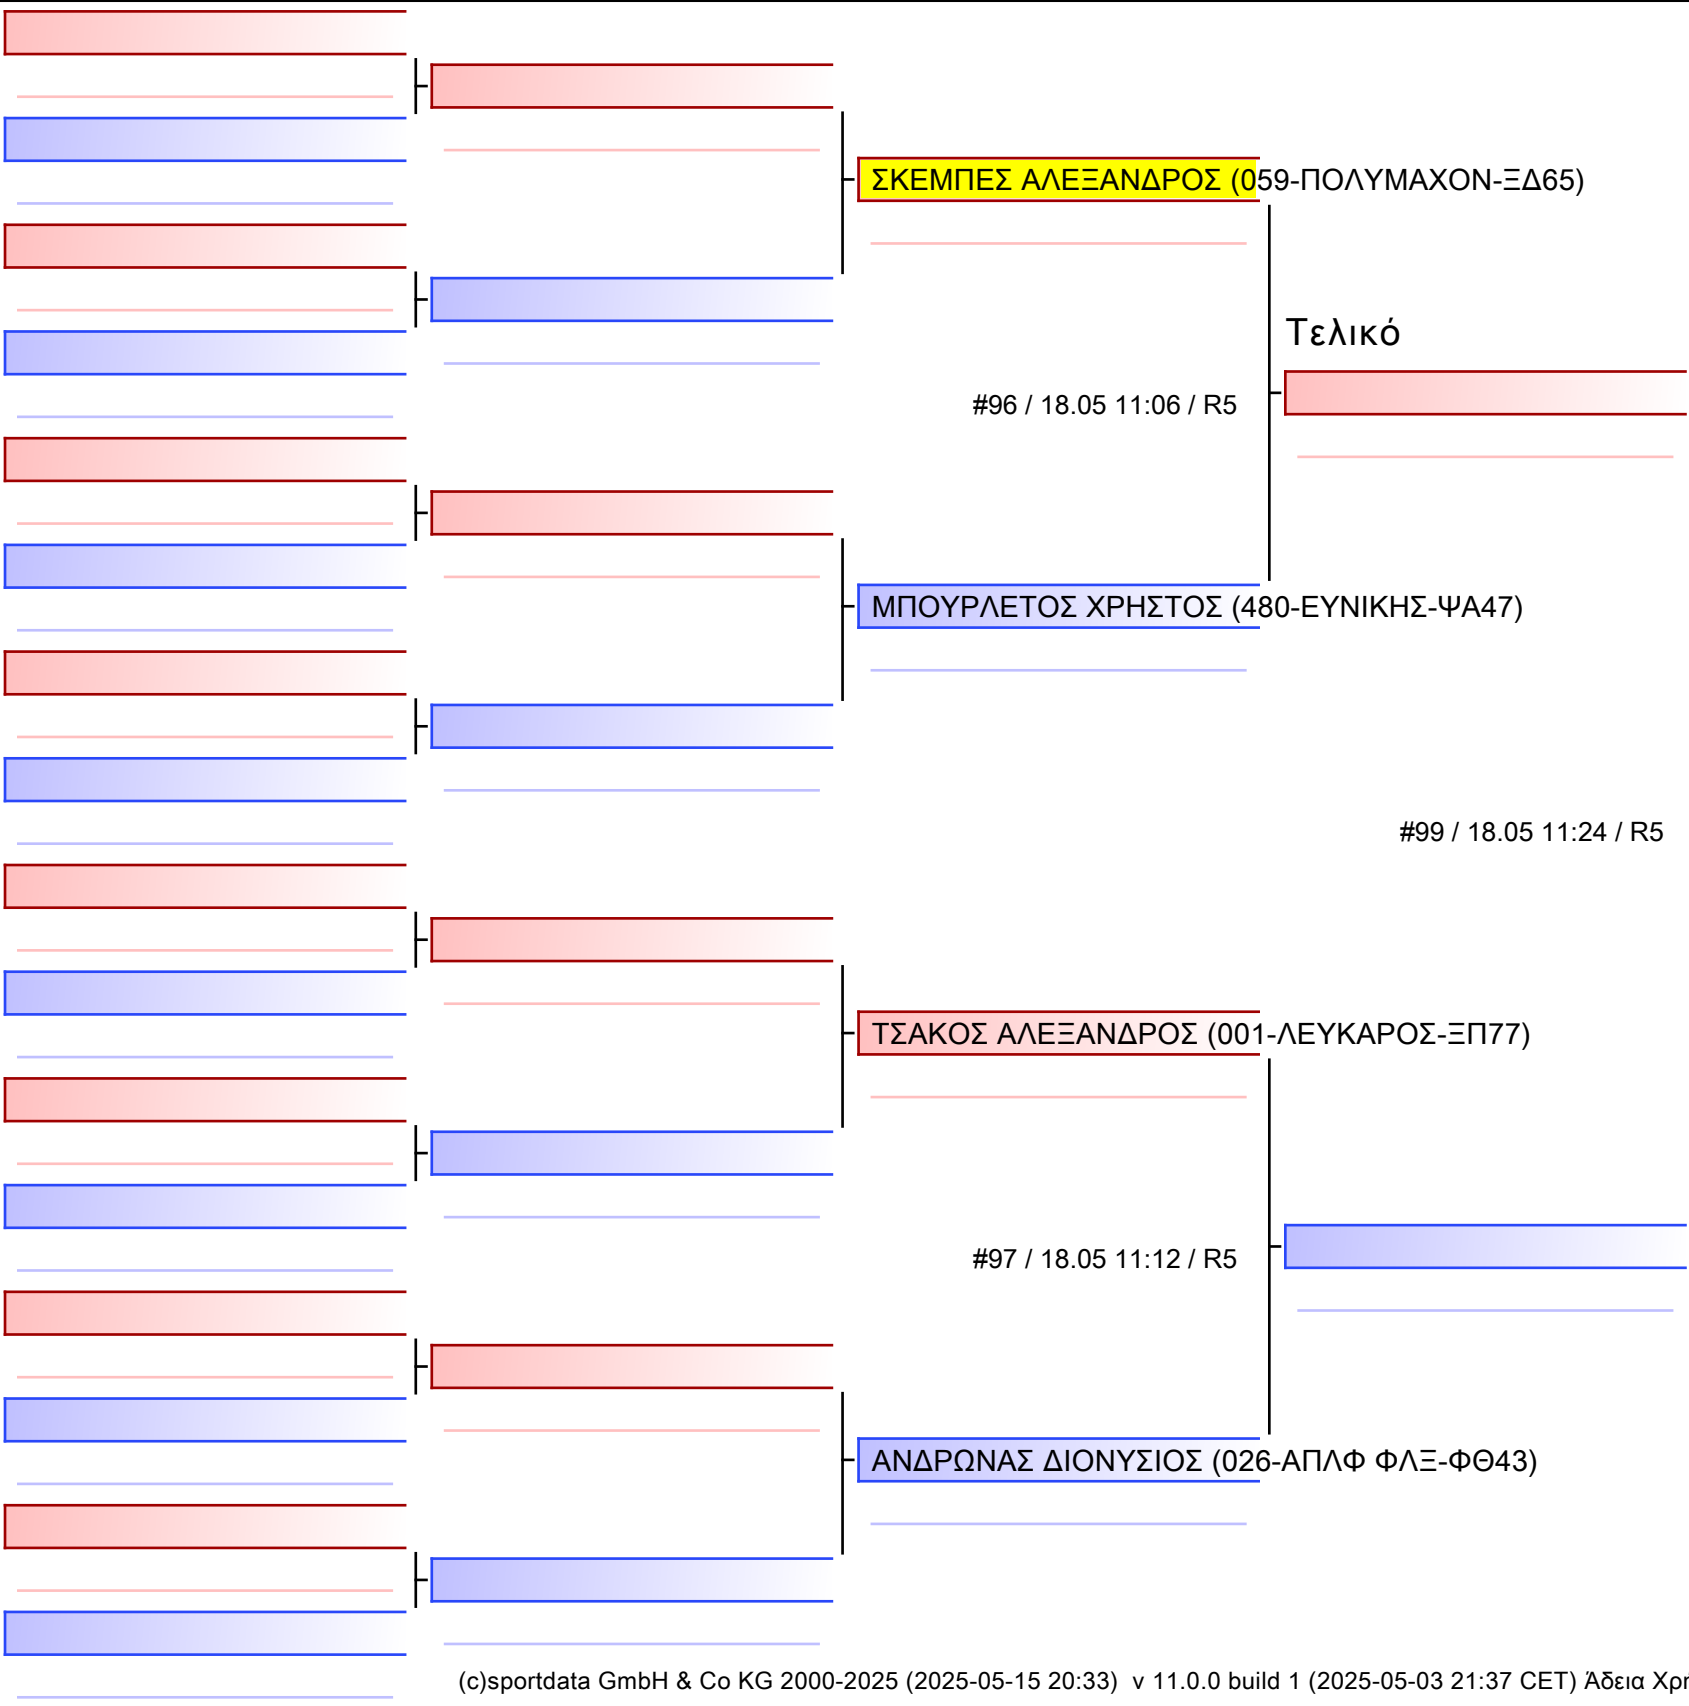 ΣΚΕΜΠΕΣ ΑΛΕΞΑΝΔΡΟΣ (059-ΠΟΛΥΜΑΧΟΝ-ΞΔ65)
Τελικό
#96 / 18.05 11:06 / R5
ΜΠΟΥΡΛΕΤΟΣ ΧΡΗΣΤΟΣ (480-ΕΥΝΙΚΗΣ-ΨΑ47)
#99 / 18.05 11:24 / R5
ΤΣΑΚΟΣ ΑΛΕΞΑΝΔΡΟΣ (001-ΛΕΥΚΑΡΟΣ-ΞΠ77)
#97 / 18.05 11:12 / R5
ΑΝΔΡΩΝΑΣ ΔΙΟΝΥΣΙΟΣ (026-ΑΠΛΦ ΦΛΞ-ΦΘ43)
(c)sportdata GmbH & Co KG 2000-2025 (2025-05-15 20:33) v 11.0.0 build 1 (2025-05-03 21:37 CET) Άδεια